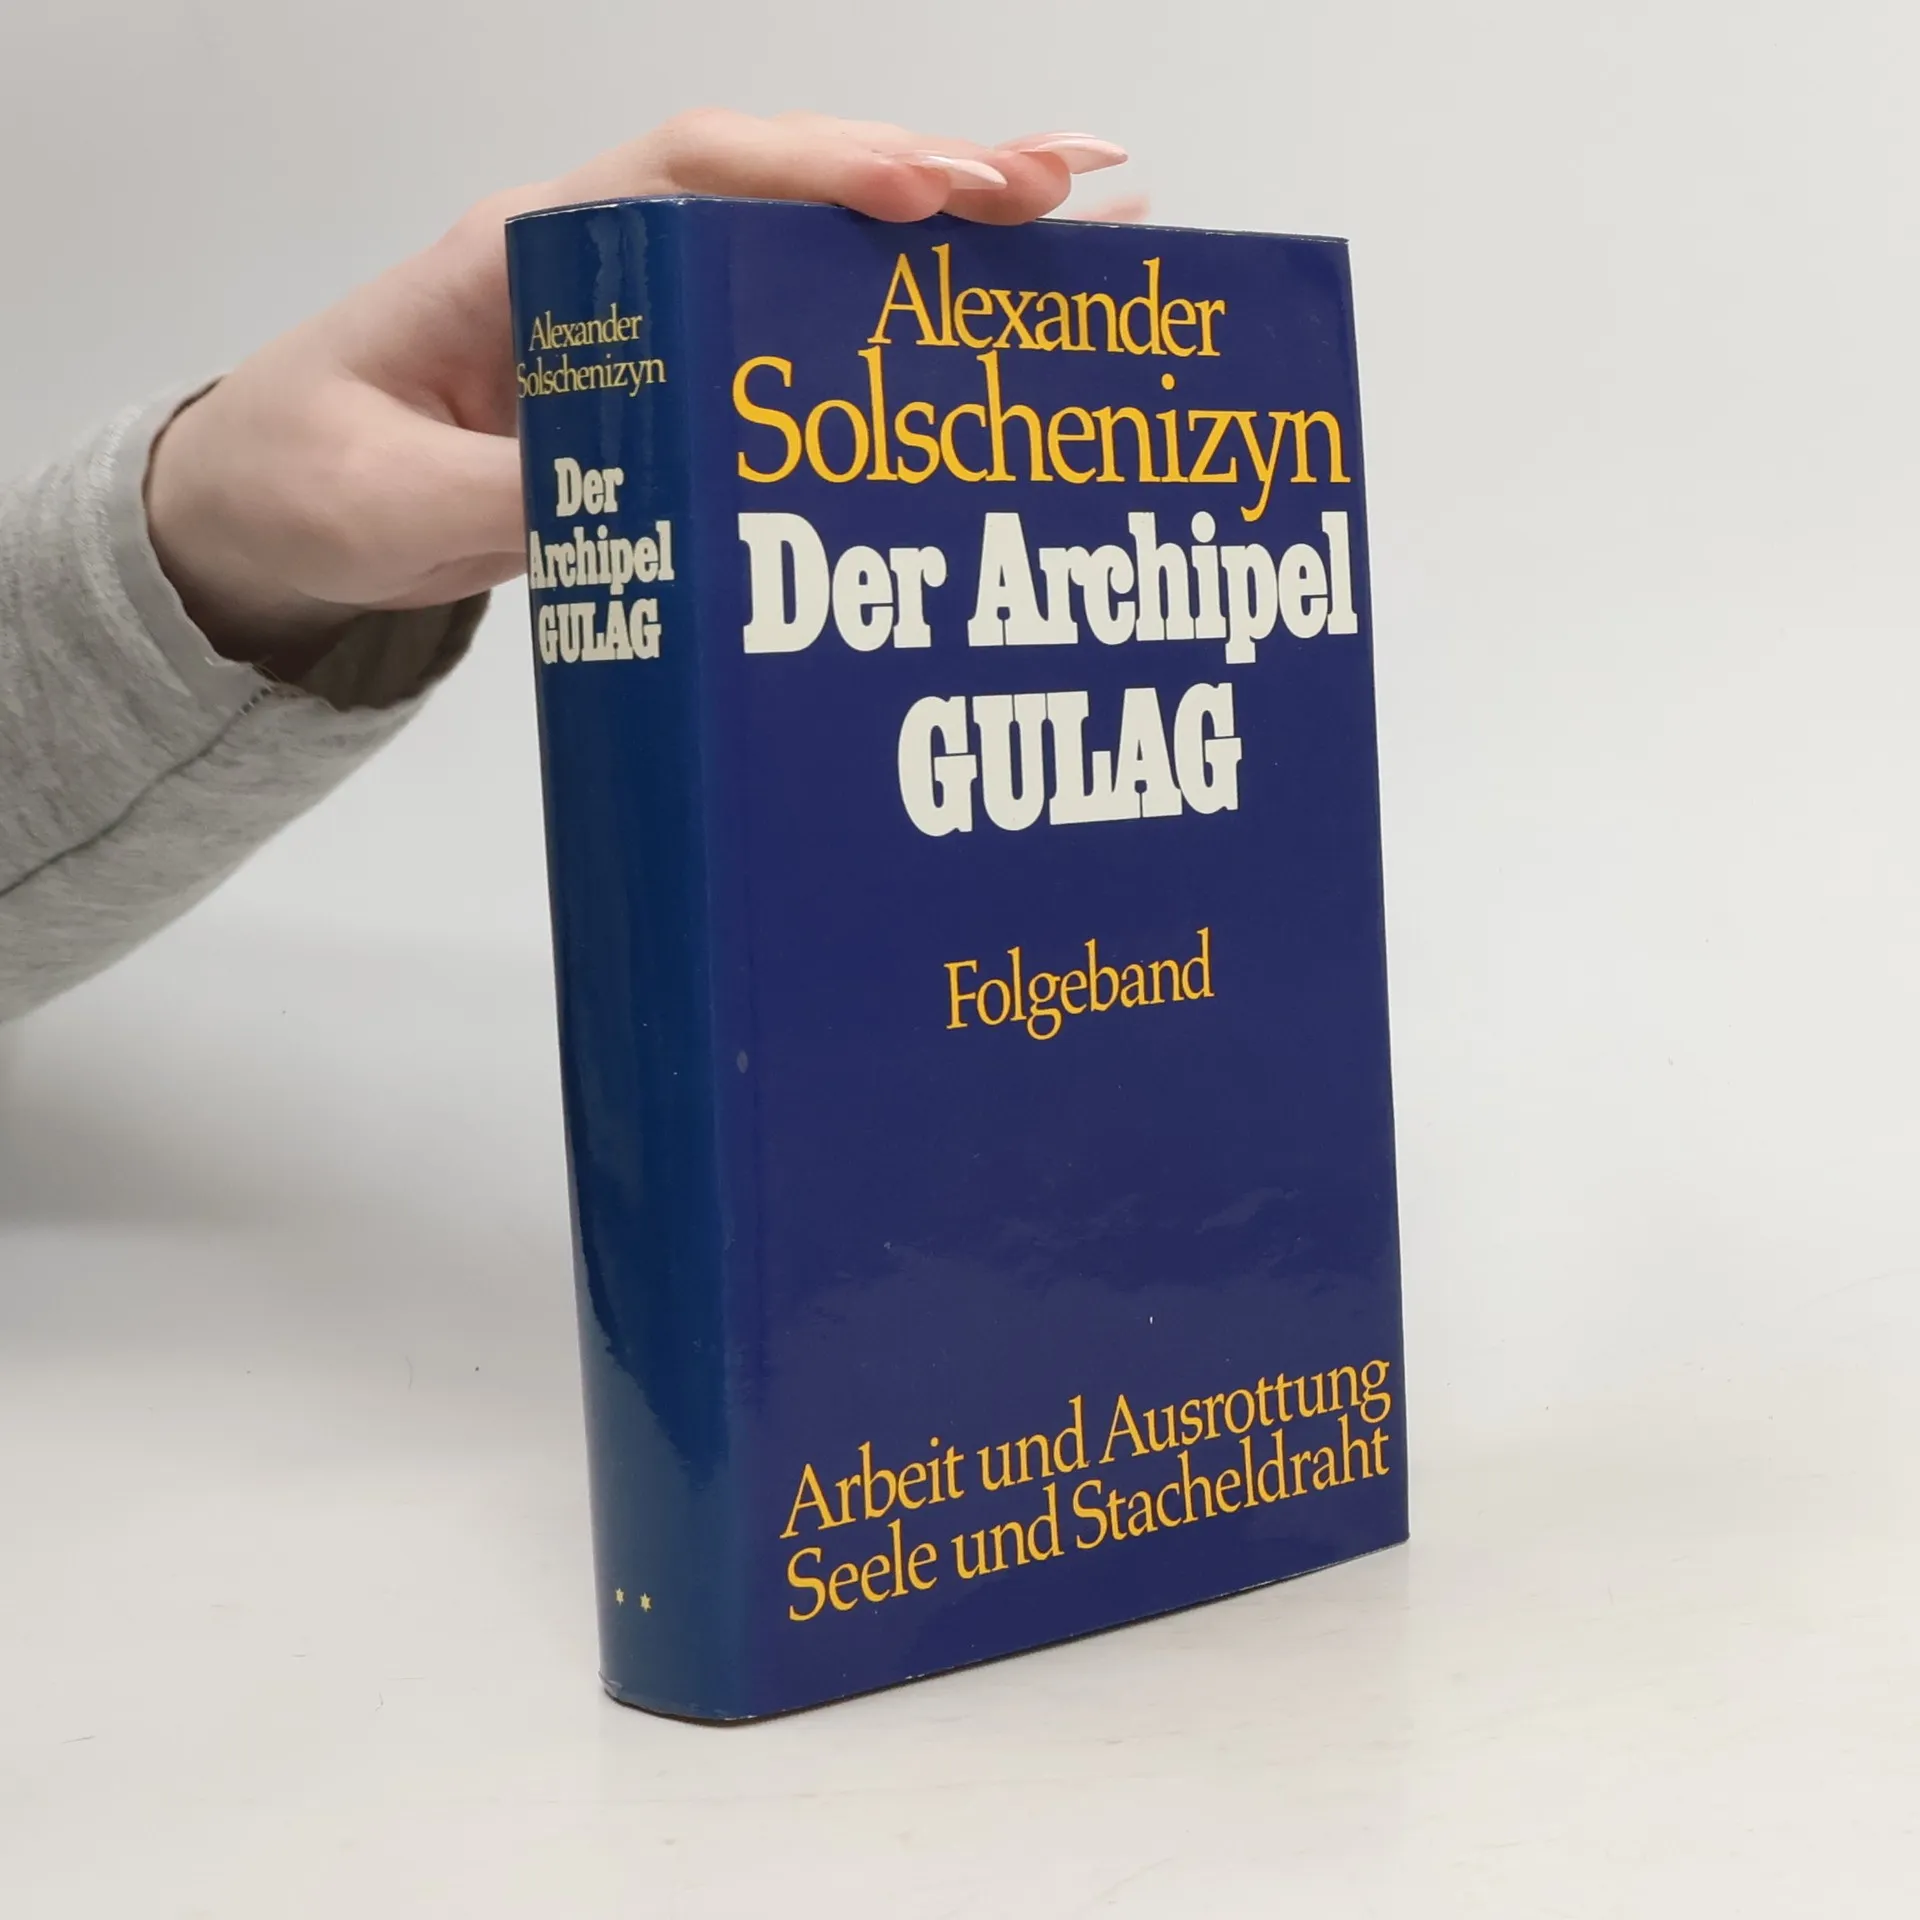 Alexander
Solschenizyn
Der
Archipel
GULAG
Alexander
Solschenizyn
Der Archipel
GULAG
Folgeband
Arbeit und Ausrottung
Seele und Stacheldraht